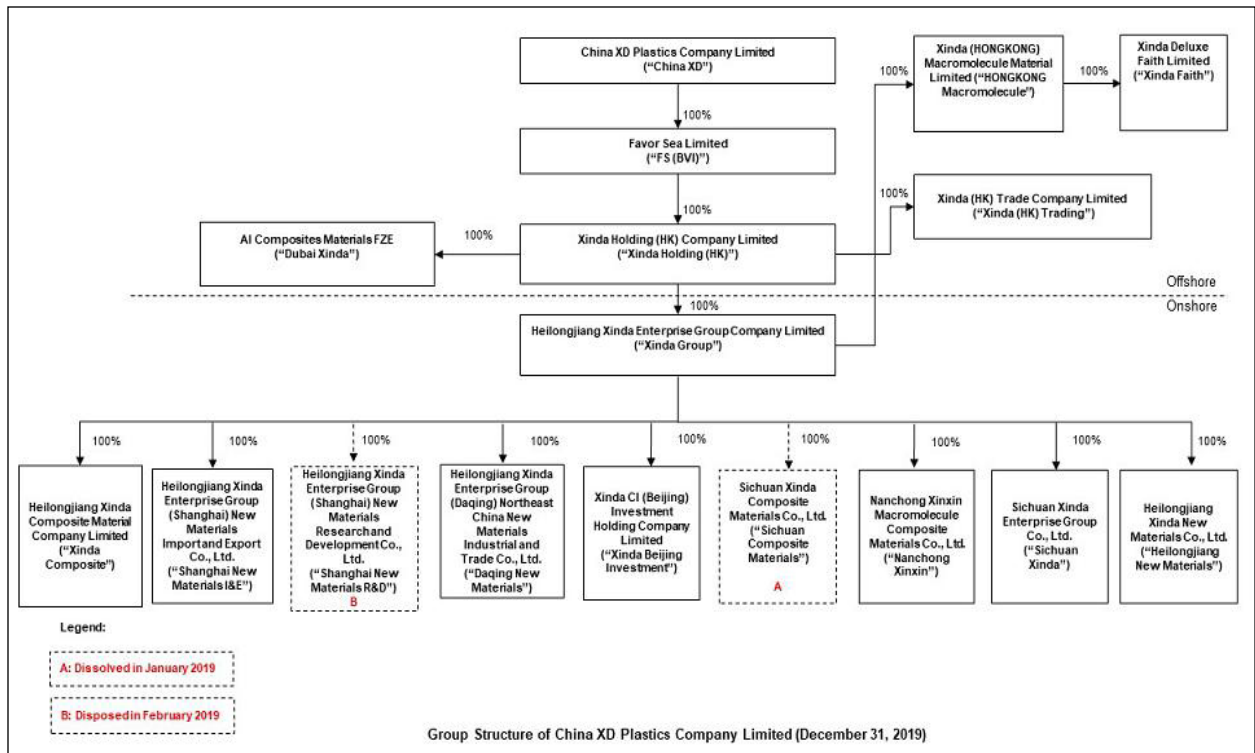 China XD Plastics Company Limited
(“China XD”)
100%
Favor Sea Limited
(“FS (BVI)”)
100%
Xinda Holding (HK) Company Limited
(“Xinda Holding (HK)”)
100%
AI Composites Materials FZE
(“Dubai Xinda”)
100%
Xinda (HONGKONG)
Macromolecule Material
Limited (“HONGKONG
Macromolecule”)
100%
Xinda Deluxe
Faith Limited
(“Xinda Faith”)
100%
Xinda (HK) Trade Company Limited
(“Xinda (HK) Trading”)
Offshore
Onshore
100%
Heilongjiang Xinda Enterprise Group Company Limited
(“Xinda Group”)
100%
Heilongjiang Xinda
Composite Material
Company Limited
(“Xinda
Composite”)
100%
Heilongjiang Xinda
Enterprise Group
(Shanghai) New
Materials
Import and Export
Co., Ltd.
(“Shanghai New
Materials I&E”)
100%
Heilongjiang Xinda
Enterprise Group
(Shanghai) New
Materials
Research and
Development Co.,
Ltd.
(“Shanghai New
Materials R&D”)
B
100%
Heilongjiang Xinda
Enterprise Group
(Daqing) Northeast
China New
Materials
Industrial and
Trade Co., Ltd.
(“Daqing New
Materials”)
100%
Xinda CI (Beijing)
Investment
Holding Company
Limited
(“Xinda Beijing
Investment”)
100%
Sichuan Xinda
Composite
Materials Co., Ltd.
(“Sichuan
Composite
Materials”)
A
100%
Nanchong Xinxin
Macromolecule
Composite
Materials Co., Ltd.
(“Nanchong
Xinxin”)
100%
Sichuan Xinda
Enterprise Group
Co., Ltd.
(“Sichuan
Xinda”)
100%
Heilongjiang
Xinda New
Materials Co., Ltd.
(“Heilongjiang
New Materials”)
Legend:
A: Dissolved in January 2019
B: Disposed in February 2019
Group Structure of China XD Plastics Company Limited (December 31, 2019)